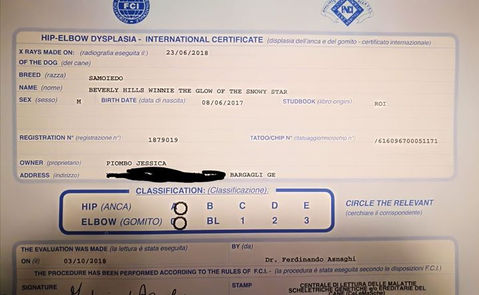 FCI
HIP-ELBOW DYSPLASIA - INTERNATIONAL CERTIFICATE (displasia dell'anca e del gomito - certificato internazionale)
X RAYS MADE ON: (radiografia eseguita il:) 23/06/2018
OF THE DOG (del cane)
BREED (razza) SAMOIEDO
NAME (nome) BEVERLY HILLS WINNIE THE GLOW OF THE SNOWY STAR
SEX (sesso) M BIRTH DATE (data di nascita) 08/06/2017 STUDBOOK (libro origini) ROI
REGISTRATION N° (registrazione n°) 1879019 TATOO/CHIP N° (tatuaggio/microchip n°) /616096700051171
OWNER (proprietario) PIOMBO JESSICA
ADDRESS (indirizzo) BARGAGLI GE
CLASSIFICATION: (Classificazione):
HIP (ANCA) A B C D E CIRCLE THE RELEVANT
ELBOW (GOMITO) 0 BL 1 2 3 (cerchiare il corrispondente)
THE EVALUATION WAS MADE (la lettura è stata eseguita) BY (da)
ON (il) 03/10/2018 Dr. Ferdinando Asnaghi
THE PROCEDURE HAS BEEN PERFORMED ACCORDING TO THE RULES OF F.C.I. - (la procedura è stata eseguita secondo le disposizioni F.C.I.)
SIGNATURE STAMP CENTRALE DI LETTURA DELLE MALATTIE
SCHELETRICHE GENETICHE e/o EREDITARIE DEL
CANE